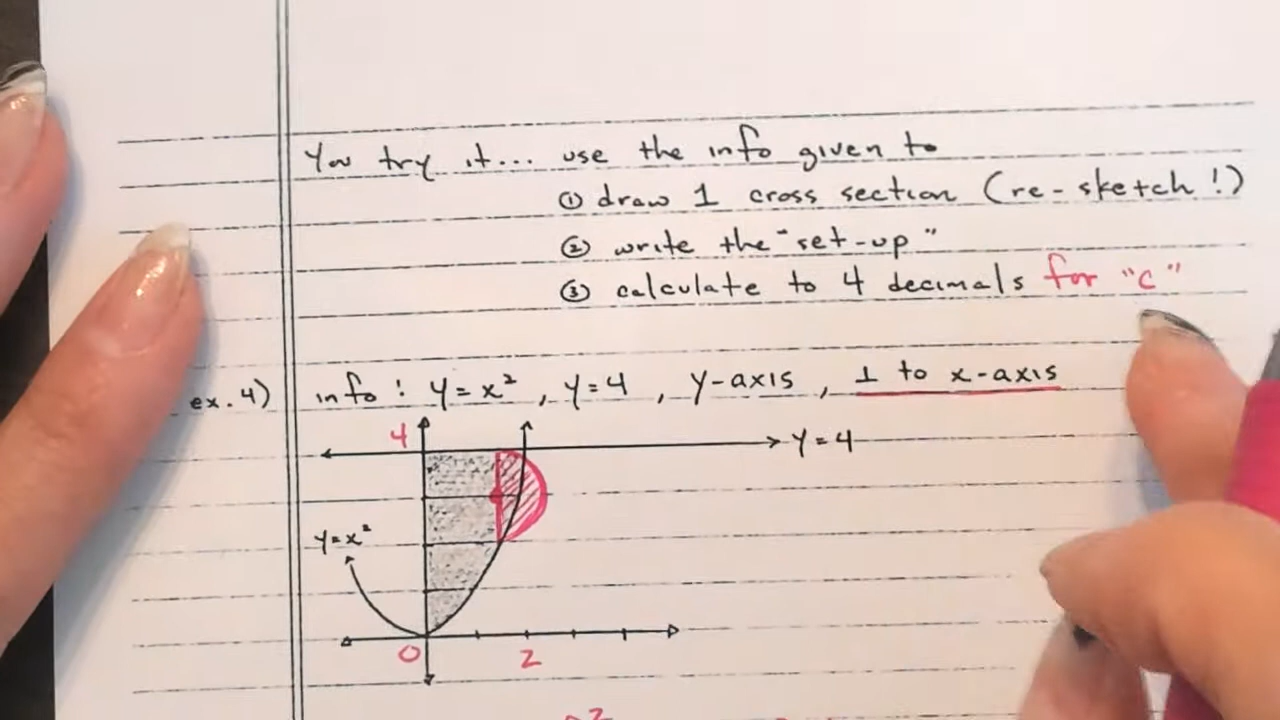 You try it... use the info given to
① draw 1 cross section (re-sketch!)
② write the "set-up"
③ calculate to 4 decimals for "c"
ex. 4) info: y=x², y=4, y-axis, ⊥ to x-axis
4
y=4
y=x²
0 2
2